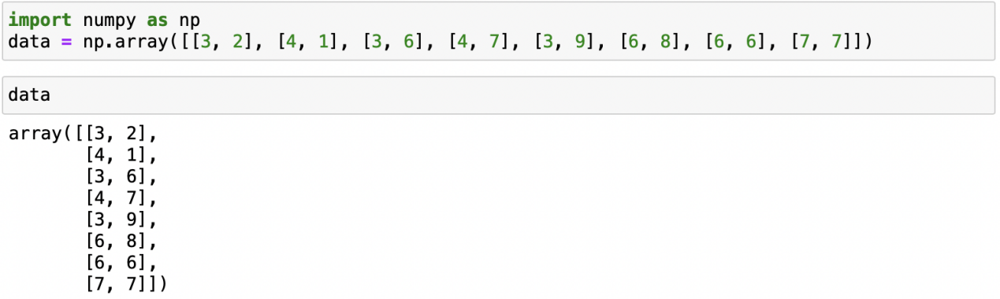 import numpy as np
data = np.array([[3, 2], [4, 1], [3, 6], [4, 7], [3, 9], [6, 8], [6, 6], [7, 7]])
data
array([[3, 2],
       [4, 1],
       [3, 6],
       [4, 7],
       [3, 9],
       [6, 8],
       [6, 6],
       [7, 7]])